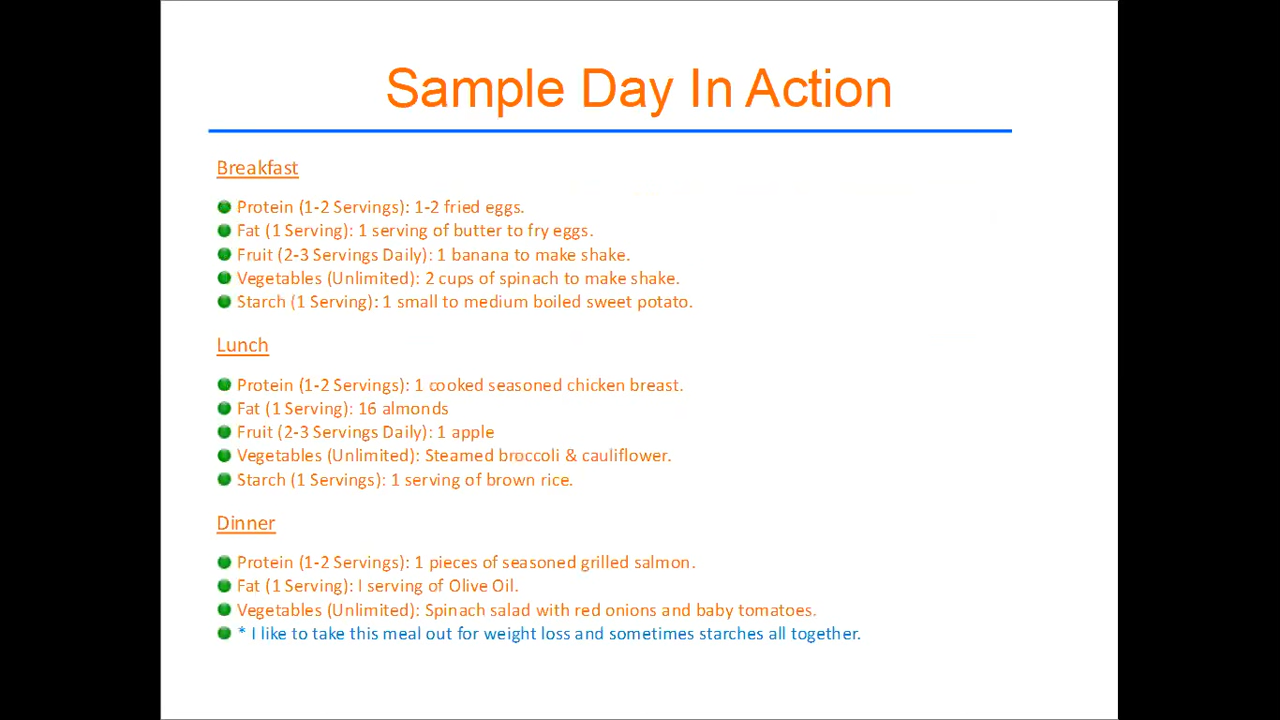 Sample Day In Action
Breakfast
Protein (1-2 Servings): 1-2 fried eggs.
Fat (1 Serving): 1 serving of butter to fry eggs.
Fruit (2-3 Servings Daily): 1 banana to make shake.
Vegetables (Unlimited): 2 cups of spinach to make shake.
Starch (1 Serving): 1 small to medium boiled sweet potato.
Lunch
Protein (1-2 Servings): 1 cooked seasoned chicken breast.
Fat (1 Serving): 16 almonds
Fruit (2-3 Servings Daily): 1 apple
Vegetables (Unlimited): Steamed broccoli & cauliflower.
Starch (1 Servings): 1 serving of brown rice.
Dinner
Protein (1-2 Servings): 1 pieces of seasoned grilled salmon.
Fat (1 Serving): I serving of Olive Oil.
Vegetables (Unlimited): Spinach salad with red onions and baby tomatoes.
* I like to take this meal out for weight loss and sometimes starches all together.